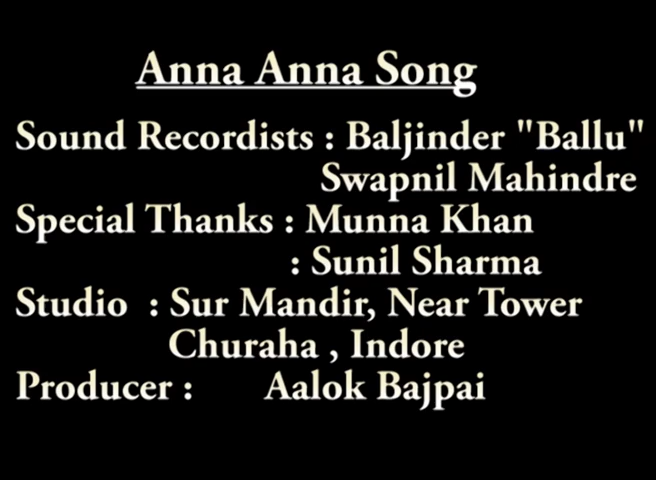 Anna Anna Song
Sound Recordists : Baljinder "Ballu"
Swapnil Mahindre
Special Thanks : Munna Khan
: Sunil Sharma
Studio : Sur Mandir, Near Tower
Churaha , Indore
Producer : Aalok Bajpai